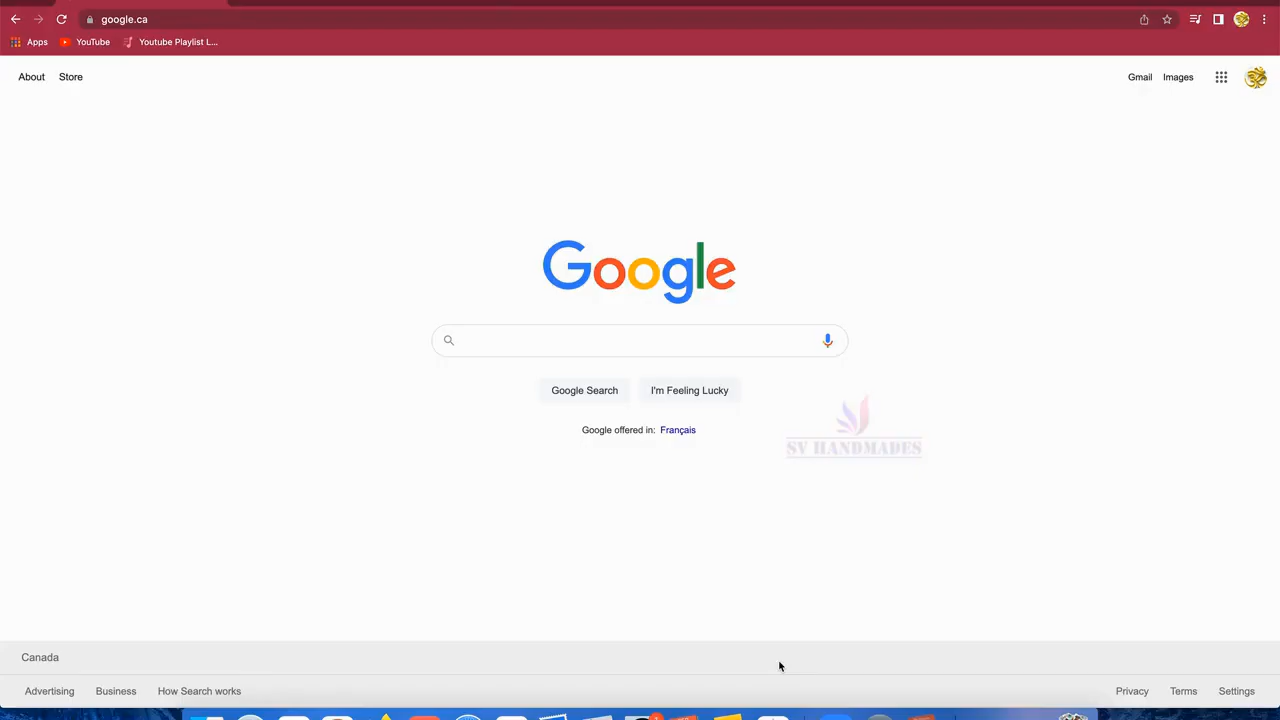 google.ca
Apps YouTube Youtube Playlist L...
About Store Gmail Images
Google
Google Search I'm Feeling Lucky
Google offered in: Français
SV HANDMADES
Canada
Advertising Business How Search works Privacy Terms Settings